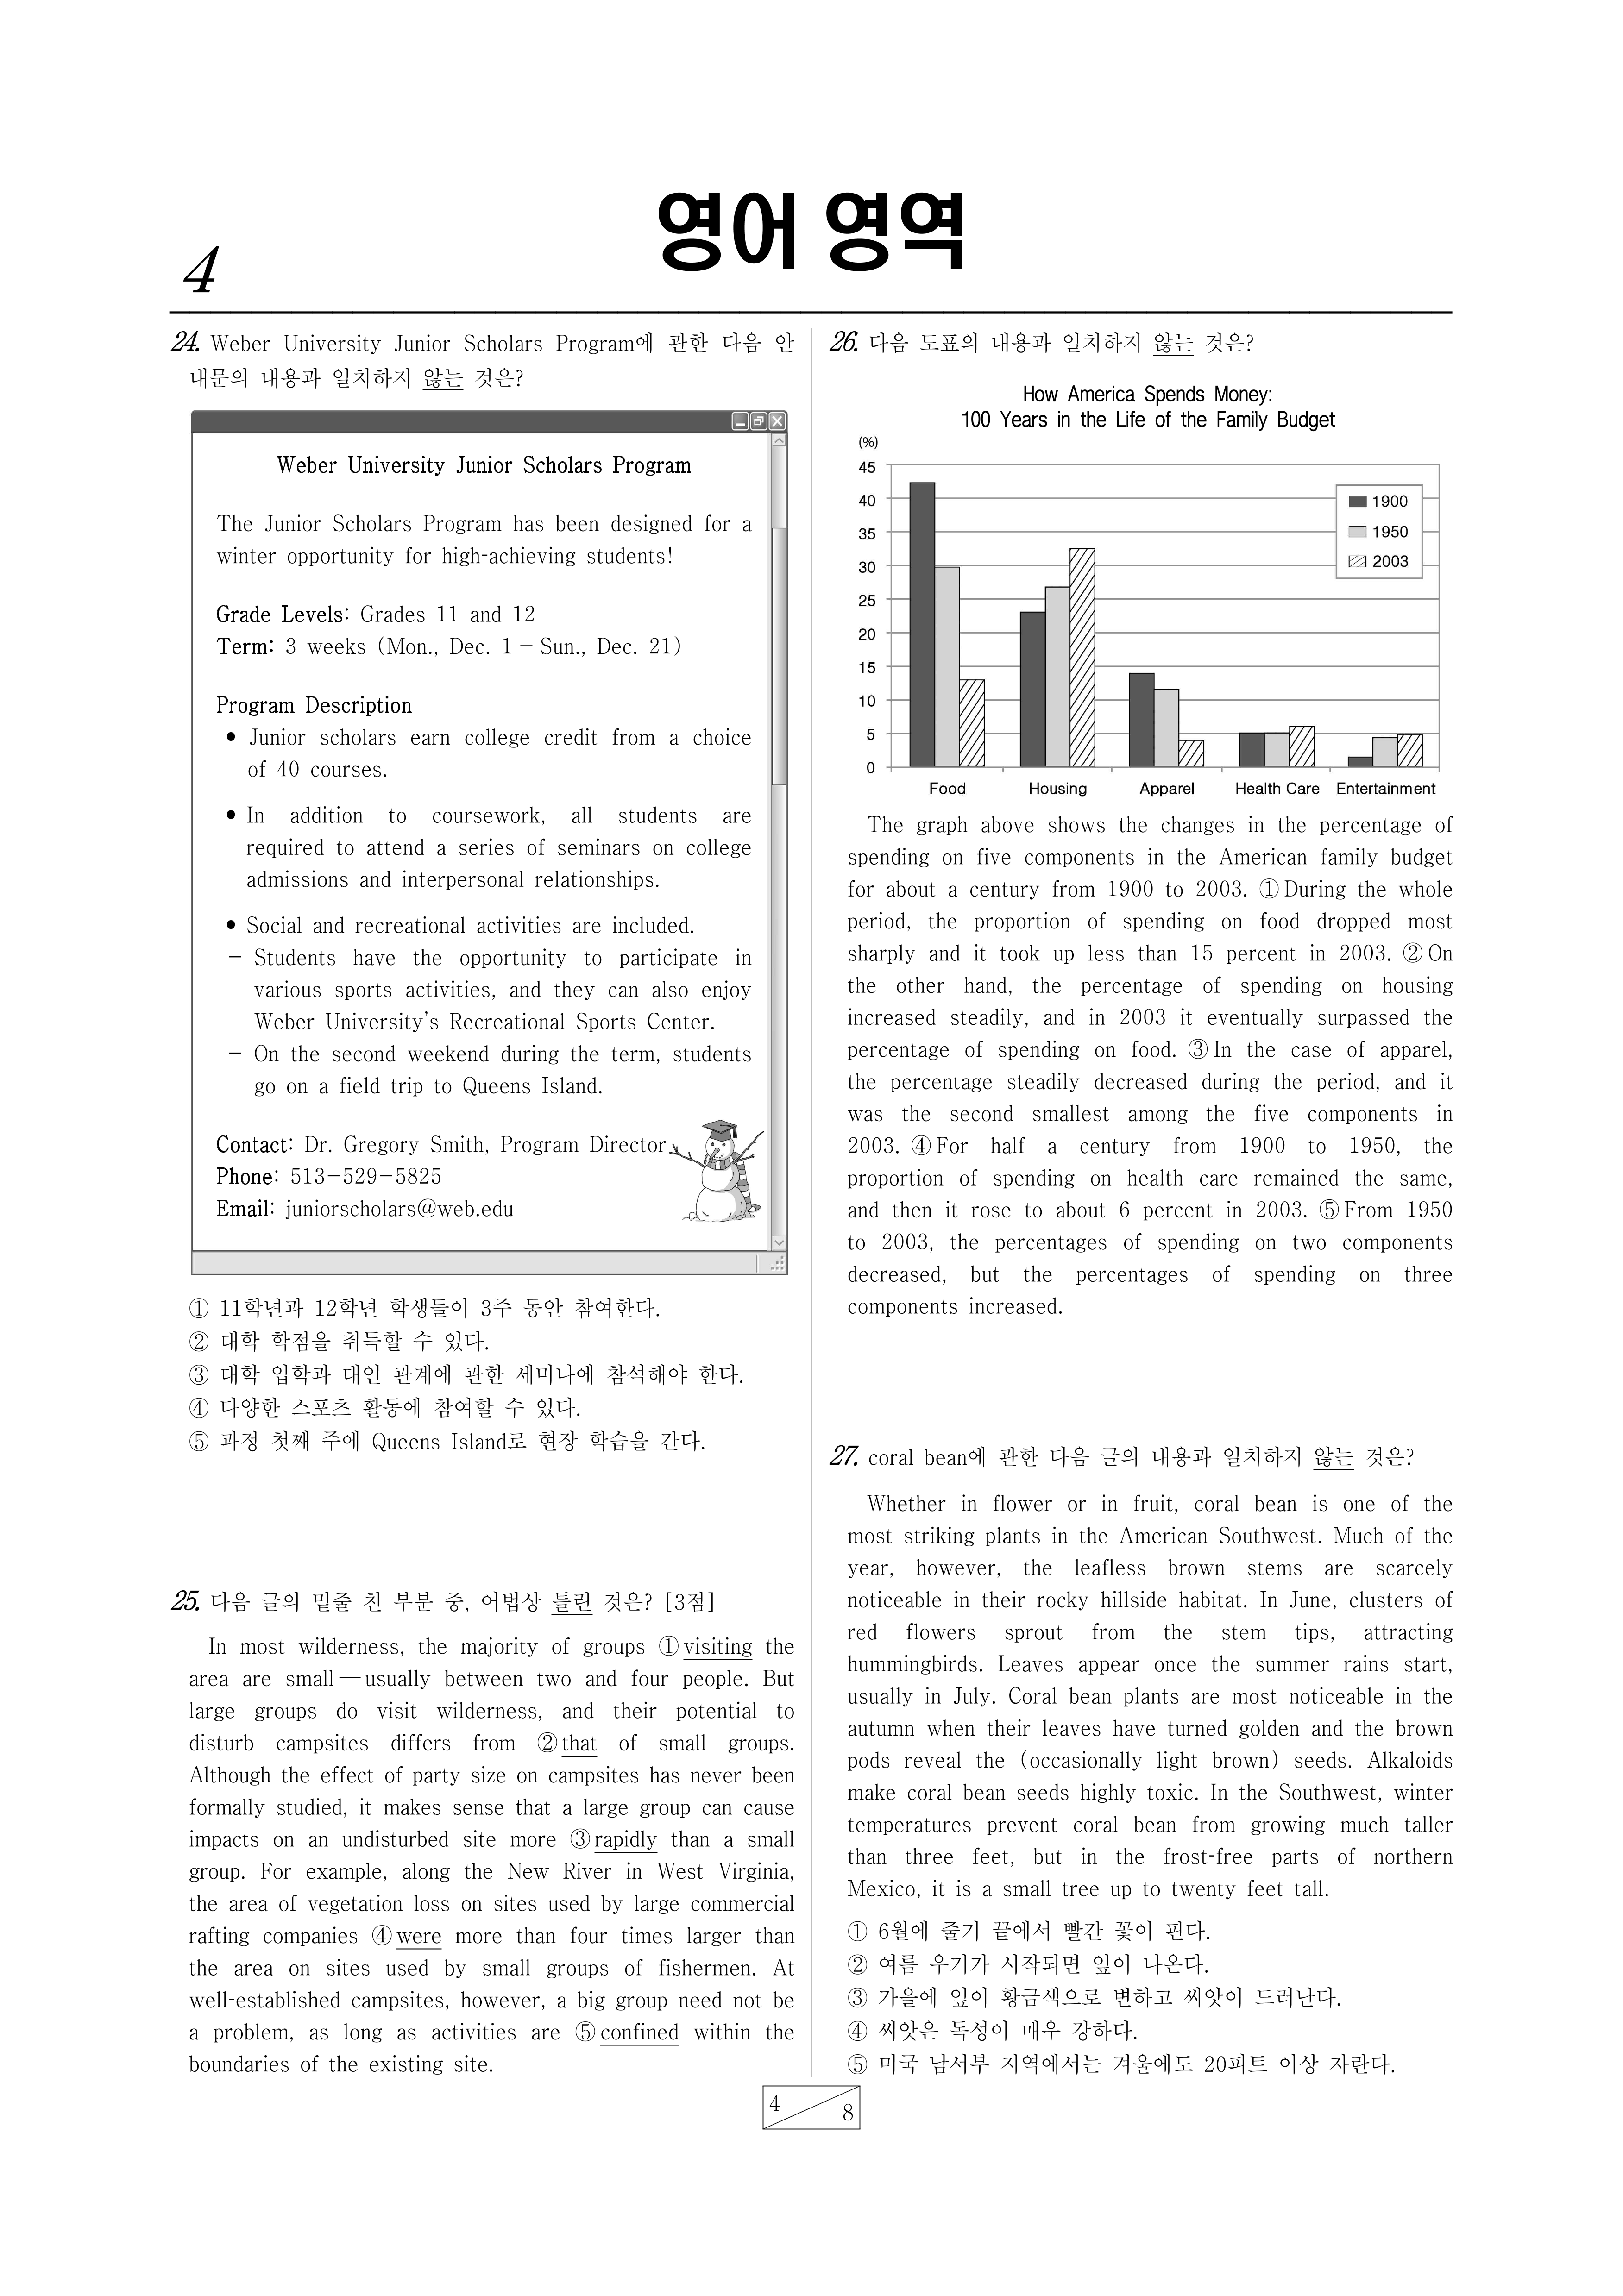 영어 영역
4
24. Weber University Junior Scholars Program에 관한 다음 안
내문의 내용과 일치하지 않는 것은?
Weber University Junior Scholars Program
The Junior Scholars Program has been designed for a
winter opportunity for high-achieving students!
Grade Levels: Grades 11 and 12
Term: 3 weeks (Mon., Dec. 1 - Sun., Dec. 21)
Program Description
• Junior scholars earn college credit from a choice
of 40 courses.
• In addition to coursework, all students are
required to attend a series of seminars on college
admissions and interpersonal relationships.
• Social and recreational activities are included.
- Students have the opportunity to participate in
various sports activities, and they can also enjoy
Weber University's Recreational Sports Center.
- On the second weekend during the term, students
go on a field trip to Queens Island.
Contact: Dr. Gregory Smith, Program Director
Phone: 513-529-5825
Email: juniorscholars@web.edu
① 11학년과 12학년 학생들이 3주 동안 참여한다.
② 대학 학점을 취득할 수 있다.
③ 대학 입학과 대인 관계에 관한 세미나에 참석해야 한다.
④ 다양한 스포츠 활동에 참여할 수 있다.
⑤ 과정 첫째 주에 Queens Island로 현장 학습을 간다.
25. 다음 글의 밑줄 친 부분 중, 어법상 틀린 것은? [3점]
In most wilderness, the majority of groups ① visiting the
area are small — usually between two and four people. But
large groups do visit wilderness, and their potential to
disturb campsites differs from ② that of small groups.
Although the effect of party size on campsites has never been
formally studied, it makes sense that a large group can cause
impacts on an undisturbed site more ③ rapidly than a small
group. For example, along the New River in West Virginia,
the area of vegetation loss on sites used by large commercial
rafting companies ④ were more than four times larger than
the area on sites used by small groups of fishermen. At
well-established campsites, however, a big group need not be
a problem, as long as activities are ⑤ confined within the
boundaries of the existing site.
26. 다음 도표의 내용과 일치하지 않는 것은?
How America Spends Money:
100 Years in the Life of the Family Budget
(%)
45
40
35
30
25
20
15
10
5
0
1900
1950
2003
Food Housing Apparel Health Care Entertainment
The graph above shows the changes in the percentage of
spending on five components in the American family budget
for about a century from 1900 to 2003. ① During the whole
period, the proportion of spending on food dropped most
sharply and it took up less than 15 percent in 2003. ② On
the other hand, the percentage of spending on housing
increased steadily, and in 2003 it eventually surpassed the
percentage of spending on food. ③ In the case of apparel,
the percentage steadily decreased during the period, and it
was the second smallest among the five components in
2003. ④ For half a century from 1900 to 1950, the
proportion of spending on health care remained the same,
and then it rose to about 6 percent in 2003. ⑤ From 1950
to 2003, the percentages of spending on two components
decreased, but the percentages of spending on three
components increased.
27. coral bean에 관한 다음 글의 내용과 일치하지 않는 것은?
Whether in flower or in fruit, coral bean is one of the
most striking plants in the American Southwest. Much of the
year, however, the leafless brown stems are scarcely
noticeable in their rocky hillside habitat. In June, clusters of
red flowers sprout from the stem tips, attracting
hummingbirds. Leaves appear once the summer rains start,
usually in July. Coral bean plants are most noticeable in the
autumn when their leaves have turned golden and the brown
pods reveal the (occasionally light brown) seeds. Alkaloids
make coral bean seeds highly toxic. In the Southwest, winter
temperatures prevent coral bean from growing much taller
than three feet, but in the frost-free parts of northern
Mexico, it is a small tree up to twenty feet tall.
① 6월에 줄기 끝에서 빨간 꽃이 핀다.
② 여름 우기가 시작되면 잎이 나온다.
③ 가을에 잎이 황금색으로 변하고 씨앗이 드러난다.
④ 씨앗은 독성이 매우 강하다.
⑤ 미국 남서부 지역에서는 겨울에도 20피트 이상 자란다.
4
8